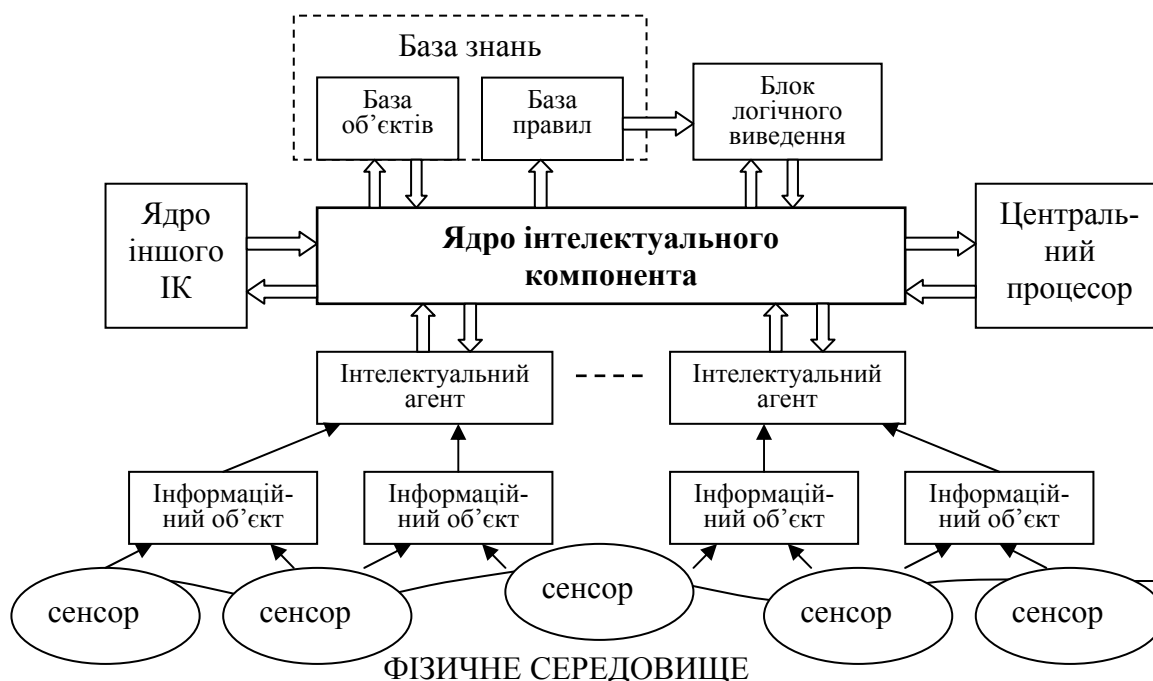 База знань
База
об’єктів
База
правил
Блок
логічного
виведення
Ядро
іншого
ІК
Ядро інтелектуального
компонента
Централь-
ний
процесор
Інтелектуальний
агент
Інтелектуальний
агент
Інформацій-
ний об’єкт
Інформацій-
ний об’єкт
Інформацій-
ний об’єкт
Інформацій-
ний об’єкт
сенсор
сенсор
сенсор
сенсор
сенсор
ФІЗИЧНЕ СЕРЕДОВИЩЕ